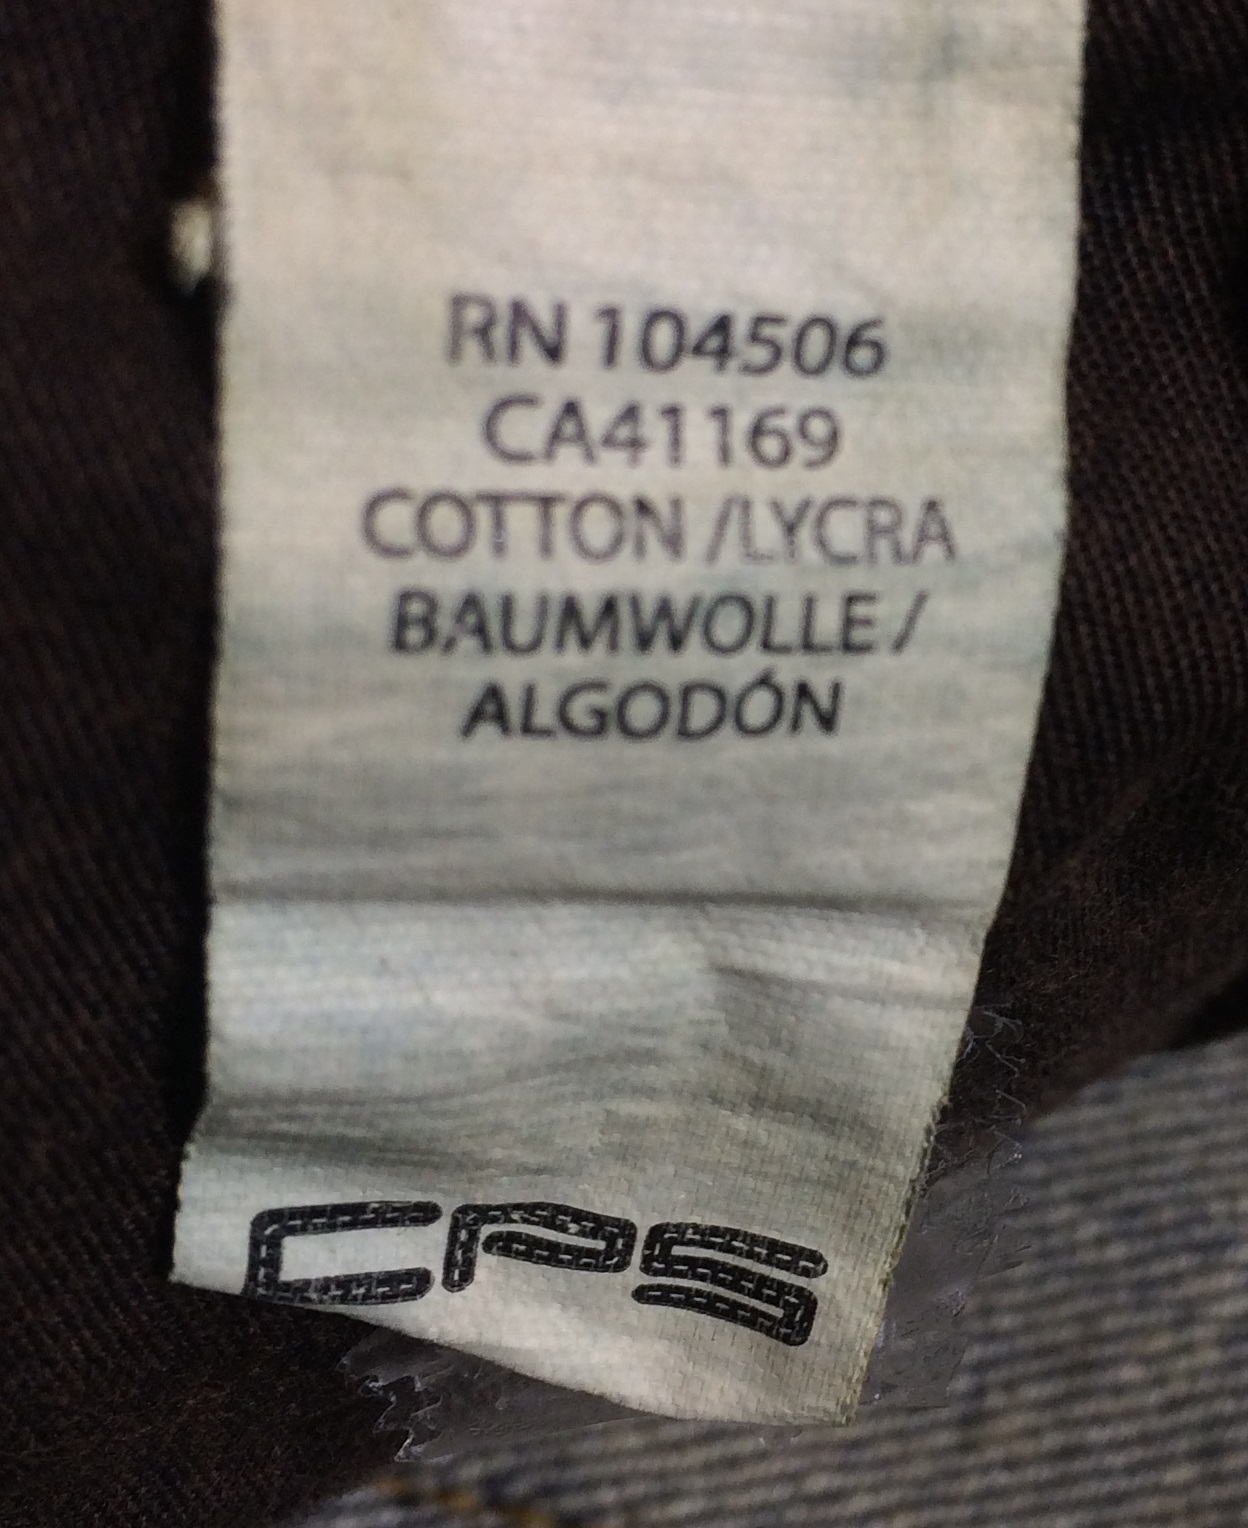 RN 104506
CA41169
COTTON /LYCRA
BAUMWOLLE /
ALGODÓN
CPS